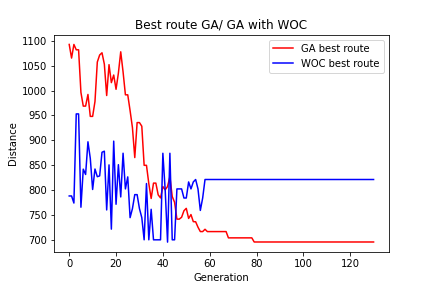 Best route GA/ GA with WOC
GA best route
WOC best route
Distance
1100
1050
1000
950
900
850
800
750
700
0 20 40 60 80 100 120
Generation